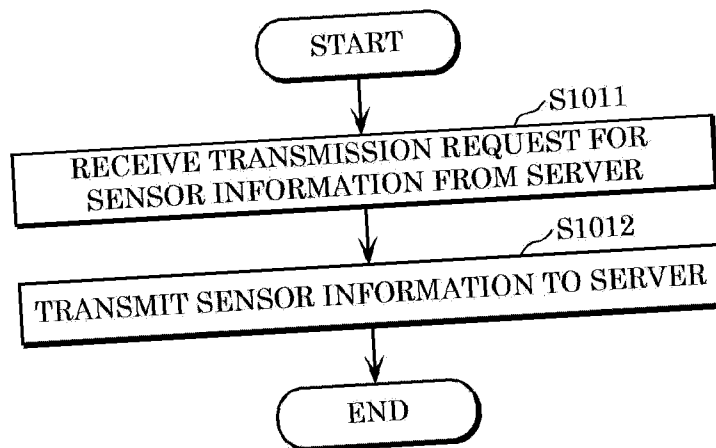 START
S1011
RECEIVE TRANSMISSION REQUEST FOR
SENSOR INFORMATION FROM SERVER
S1012
TRANSMIT SENSOR INFORMATION TO SERVER
END